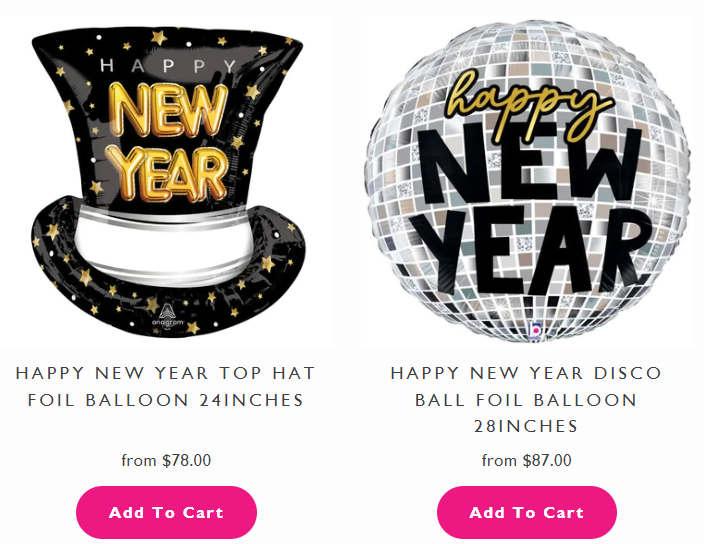 HAPPY
NEW
YEAR
anagram
happy
NEW
YEAR
b
HAPPY NEW YEAR TOP HAT
FOIL BALLOON 24INCHES
from $78.00
Add To Cart
HAPPY NEW YEAR DISCO
BALL FOIL BALLOON
28INCHES
from $87.00
Add To Cart